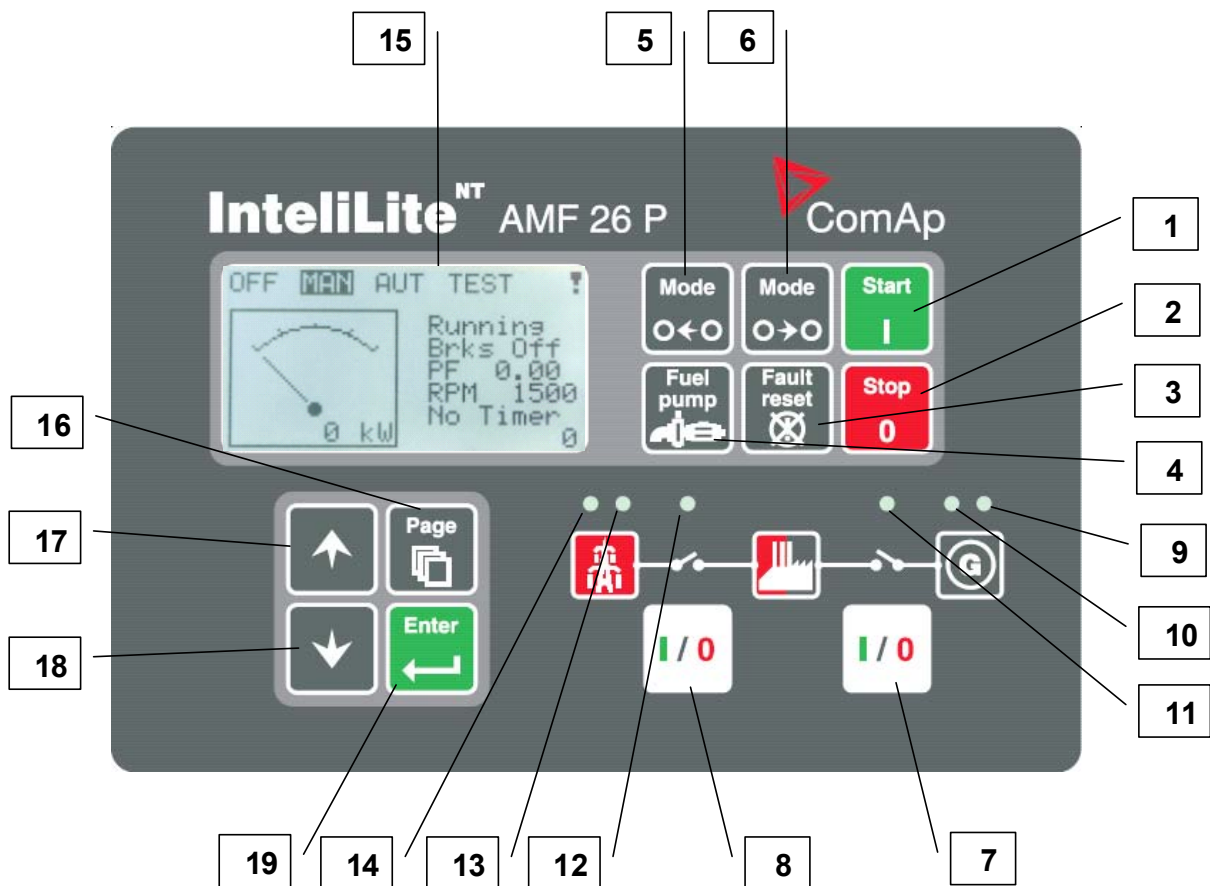 15 5 6
InteliLite NT AMF 26 P ComAp
1
OFF MAN AUT TEST !
Mode Mode Start
I
2
Running
Brks Off
PF 0.00
RPM 1500
No Timer
0 kW 0
Fuel pump
Fault reset
Stop
0
3
16
4
17
Page
9
G
Enter
10
18
I / 0 I / 0
11
19 14 13 12 8 7